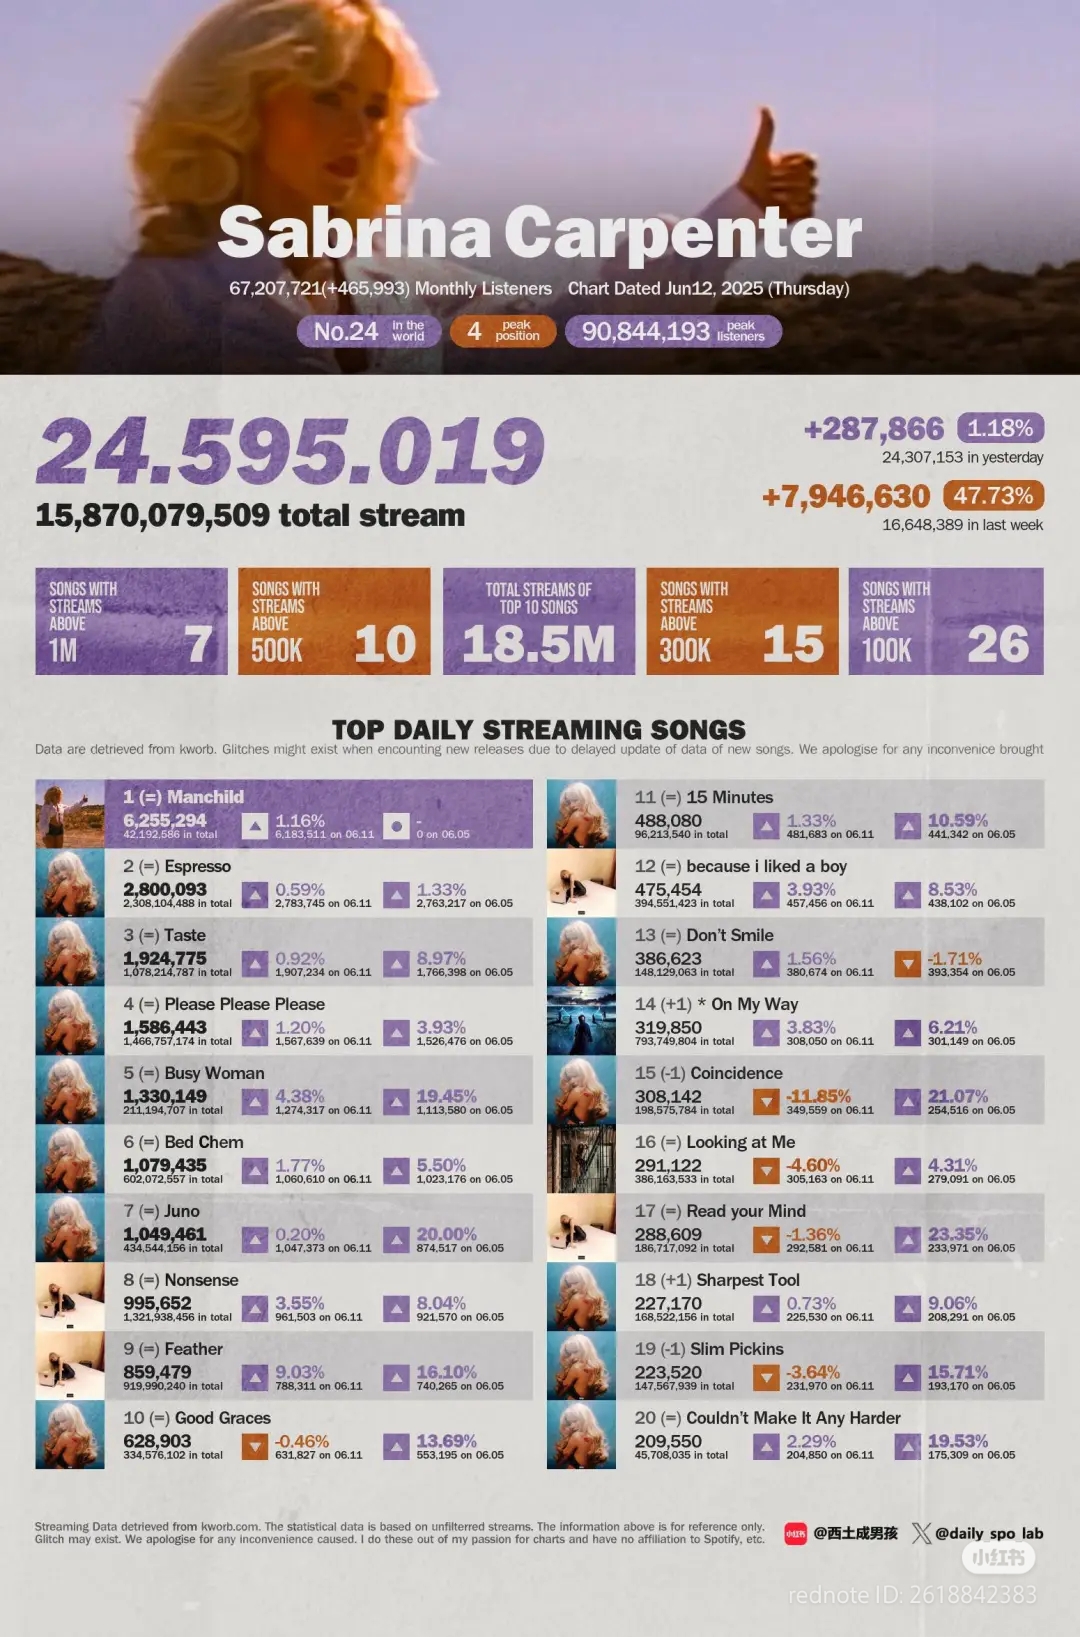 Sabrina Carpenter
67,207,721(+465,993) Monthly Listeners Chart Dated Jun12, 2025 (Thursday)
No.24 in the world
4 peak position
90,844,193 peak listeners
24.595.019
15,870,079,509 total stream
+287,866 1.18%
24,307,153 in yesterday
+7,946,630 47.73%
16,648,389 in last week
SONGS WITH
STREAMS
ABOVE
1M 7
SONGS WITH
STREAMS
ABOVE
500K 10
TOTAL STREAMS OF
TOP 10 SONGS
18.5M
SONGS WITH
STREAMS
ABOVE
300K 15
SONGS WITH
STREAMS
ABOVE
100K 26
TOP DAILY STREAMING SONGS
Data are detrieved from kworb. Glitches might exist when encounting new releases due to delayed update of data of new songs. We apologise for any inconvenice brought
1 (=) Manchild
6,255,294 1.16% -
42,192,586 in total 6,183,511 on 06.11 0 on 06.05
2 (=) Espresso
2,800,093 0.59% 1.33%
2,308,104,488 in total 2,783,745 on 06.11 2,763,217 on 06.05
3 (=) Taste
1,924,775 0.92% 8.97%
1,078,214,787 in total 1,907,234 on 06.11 1,766,398 on 06.05
4 (=) Please Please Please
1,586,443 1.20% 3.93%
1,466,757,174 in total 1,567,639 on 06.11 1,526,476 on 06.05
5 (=) Busy Woman
1,330,149 4.38% 19.45%
211,194,707 in total 1,274,317 on 06.11 1,113,580 on 06.05
6 (=) Bed Chem
1,079,435 1.77% 5.50%
602,072,557 in total 1,060,610 on 06.11 1,023,176 on 06.05
7 (=) Juno
1,049,461 0.20% 20.00%
434,544,156 in total 1,047,373 on 06.11 874,517 on 06.05
8 (=) Nonsense
995,652 3.55% 8.04%
1,321,938,456 in total 961,503 on 06.11 921,570 on 06.05
9 (=) Feather
859,479 9.03% 16.10%
919,990,240 in total 788,311 on 06.11 740,265 on 06.05
10 (=) Good Graces
628,903 -0.46% 13.69%
334,576,102 in total 631,827 on 06.11 553,195 on 06.05
11 (=) 15 Minutes
488,080 1.33% 10.59%
96,213,540 in total 481,683 on 06.11 441,342 on 06.05
12 (=) because i liked a boy
475,454 3.93% 8.53%
394,551,423 in total 457,456 on 06.11 438,102 on 06.05
13 (=) Don't Smile
386,623 1.56% -1.71%
148,129,063 in total 380,674 on 06.11 393,354 on 06.05
14 (+1) * On My Way
319,850 3.83% 6.21%
793,749,804 in total 308,050 on 06.11 301,149 on 06.05
15 (-1) Coincidence
308,142 -11.85% 21.07%
198,575,784 in total 349,559 on 06.11 254,516 on 06.05
16 (=) Looking at Me
291,122 -4.60% 4.31%
386,163,533 in total 305,163 on 06.11 279,091 on 06.05
17 (=) Read your Mind
288,609 -1.36% 23.35%
186,717,092 in total 292,581 on 06.11 233,971 on 06.05
18 (+1) Sharpest Tool
227,170 0.73% 9.06%
168,522,156 in total 225,530 on 06.11 208,291 on 06.05
19 (-1) Slim Pickins
223,520 -3.64% 15.71%
147,567,939 in total 231,970 on 06.11 193,170 on 06.05
20 (=) Couldn't Make It Any Harder
209,550 2.29% 19.53%
45,708,035 in total 204,850 on 06.11 175,309 on 06.05
Streaming Data detrieved from kworb.com. The statistical data is based on unfiltered streams. The information above is for reference only.
Glitch may exist. We apologise for any inconvenience caused. I do these out of my passion for charts and have no affiliation to Spotify, etc.
小红书 @西土成男孩 @daily_spo_lab
小红书
rednote ID: 2618842383